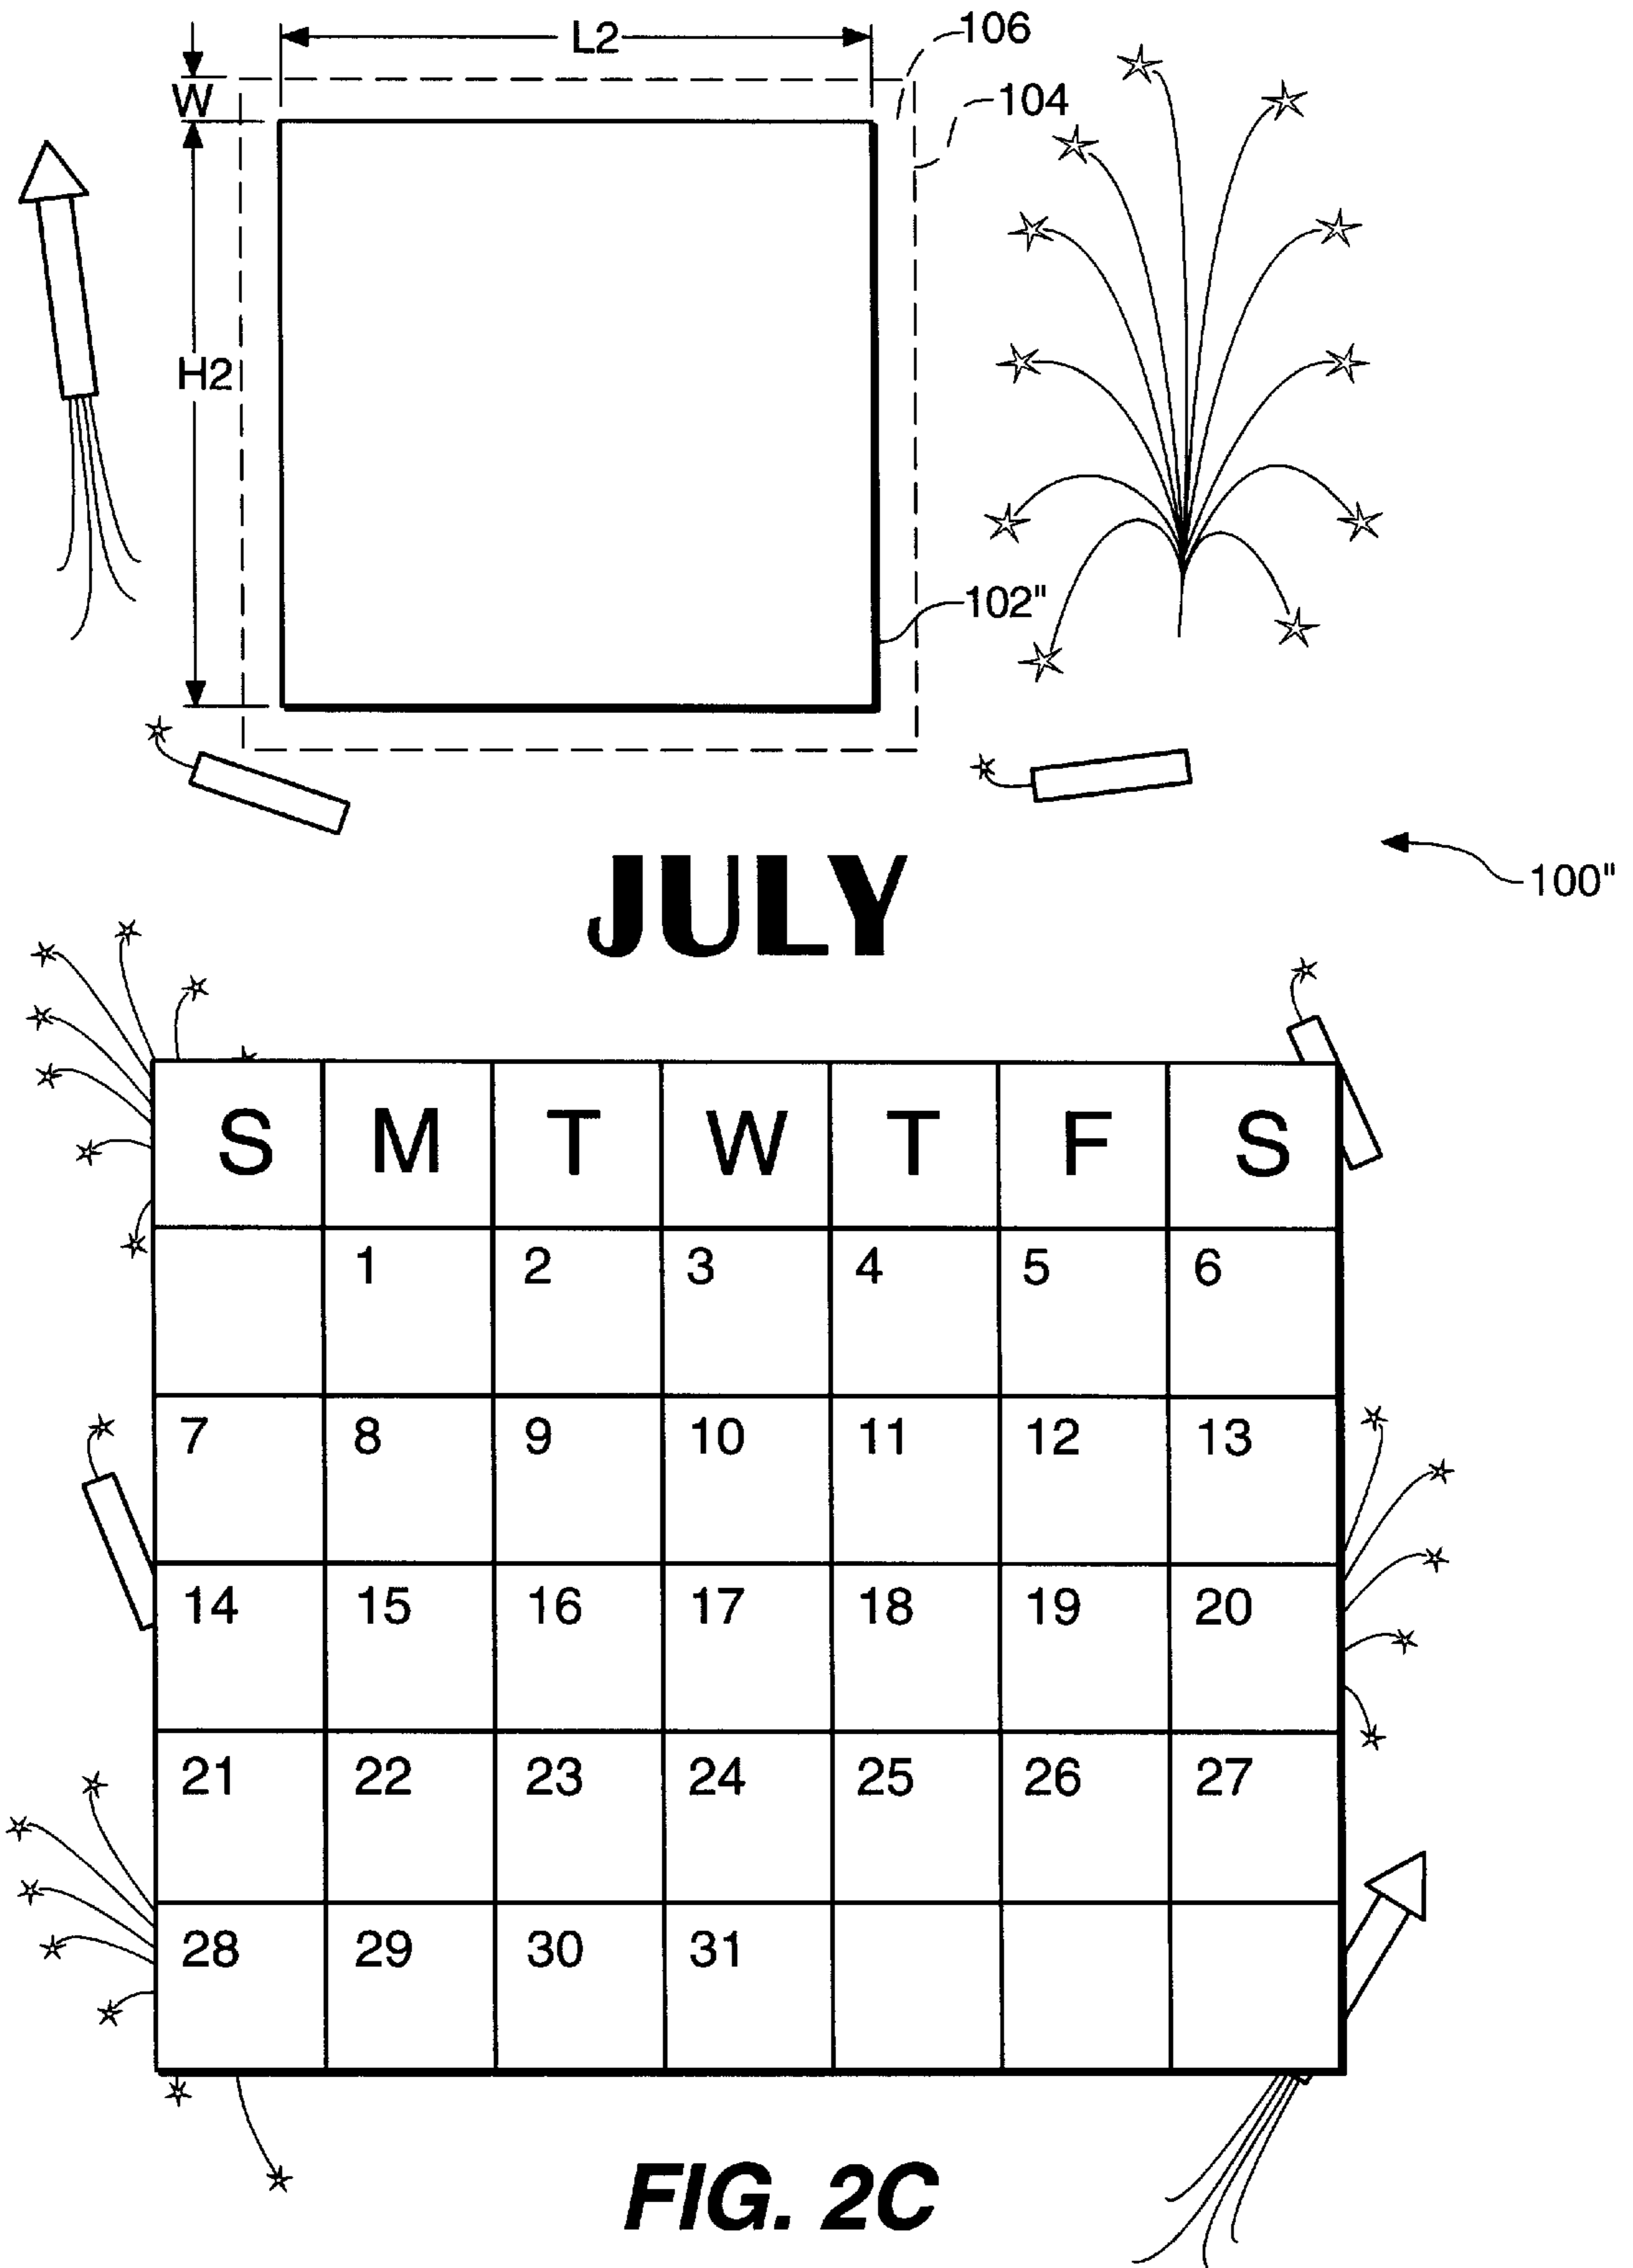 L2
106
W
104
H2
102"
JULY
100"
S M T W T F S
1 2 3 4 5 6
7 8 9 10 11 12 13
14 15 16 17 18 19 20
21 22 23 24 25 26 27
28 29 30 31
FIG. 2C